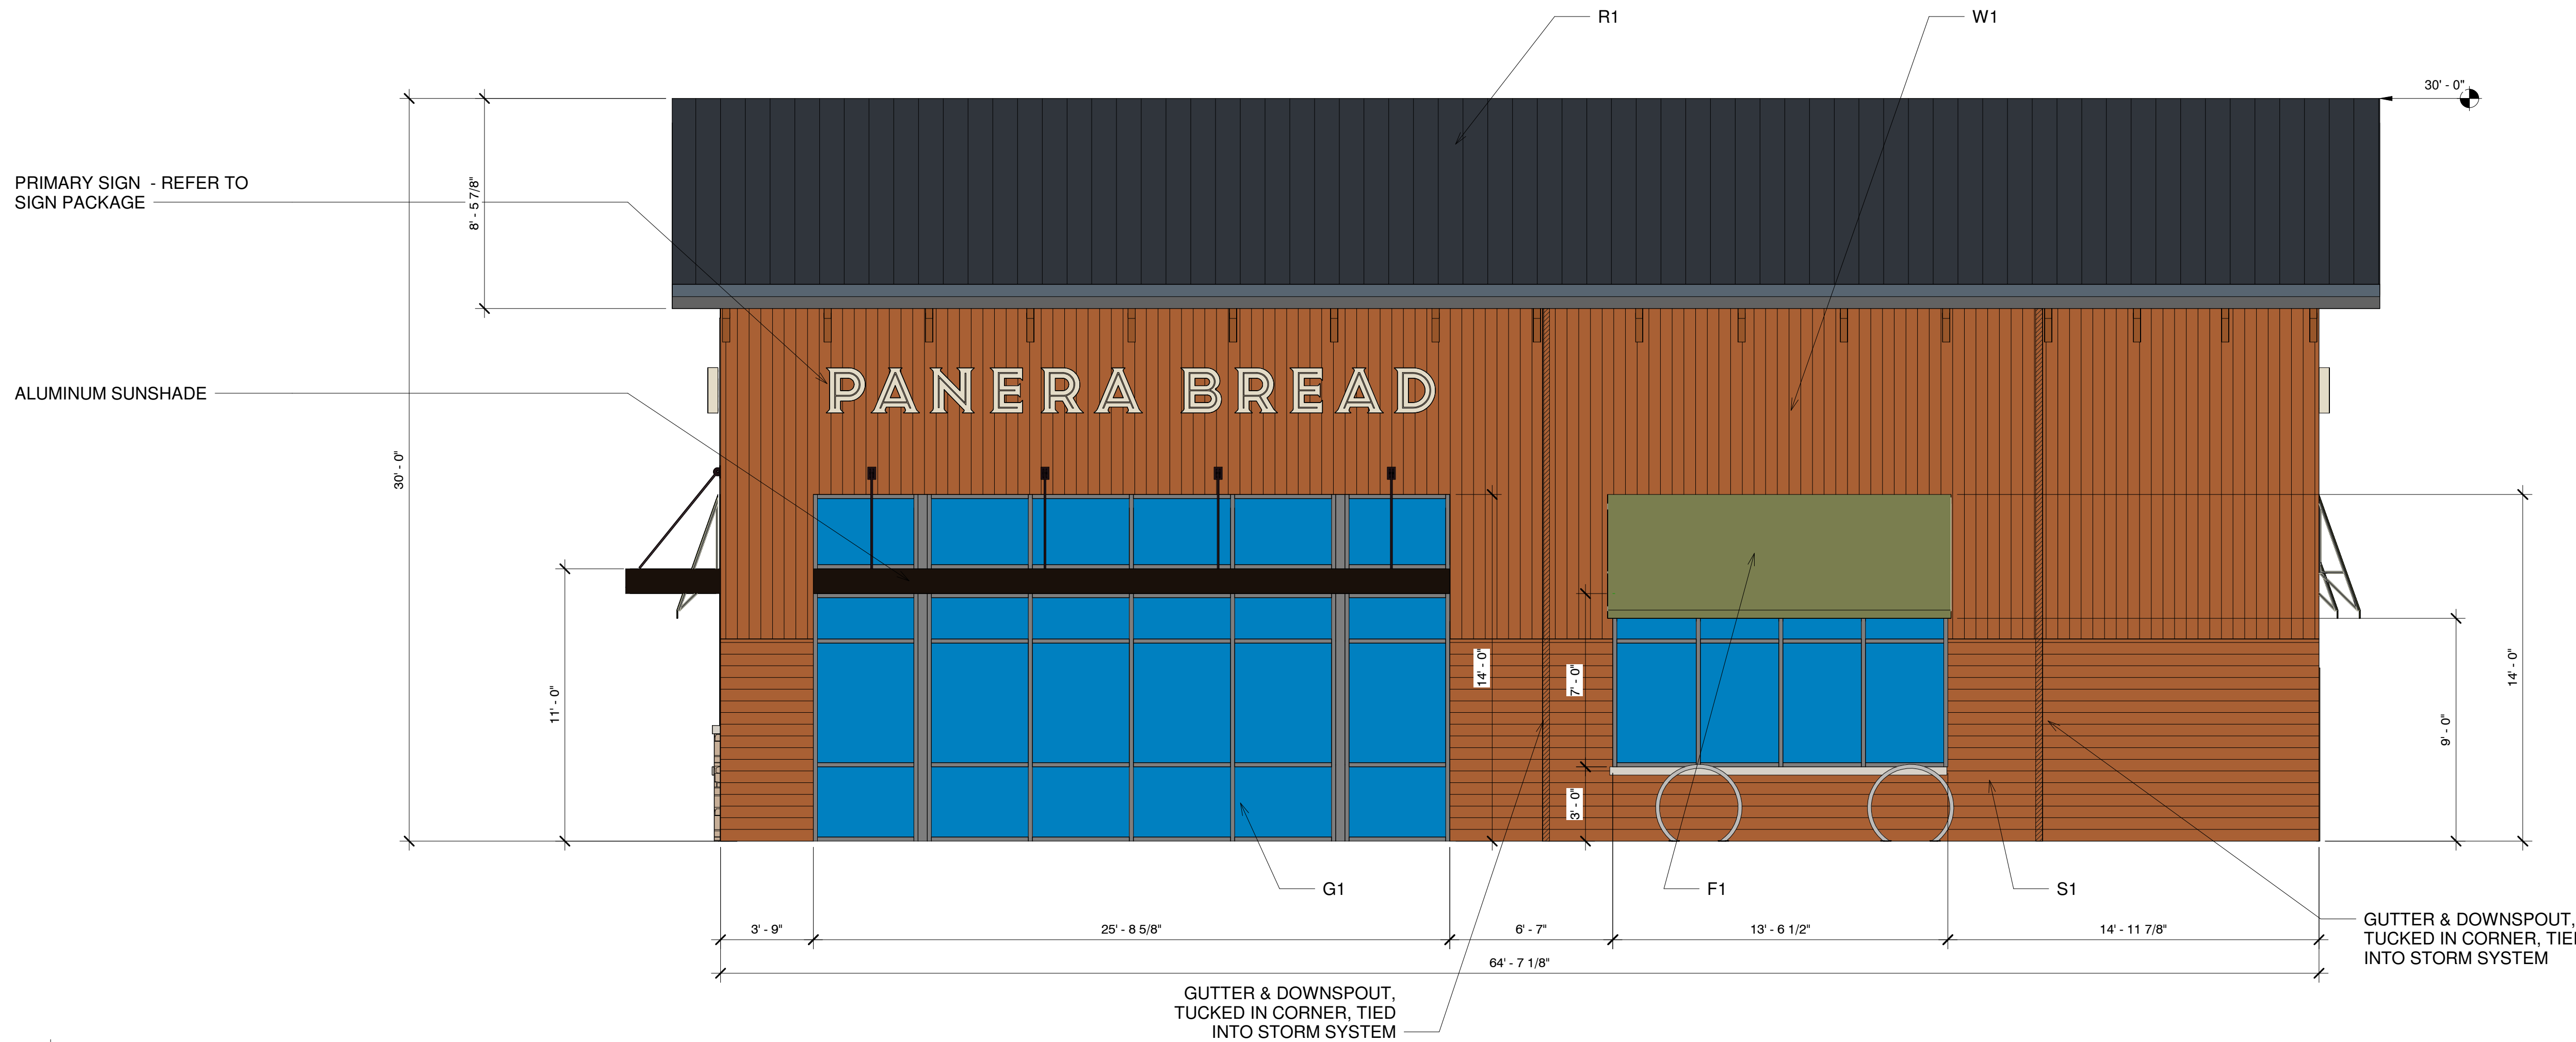 R1
W1
30' - 0"
PRIMARY SIGN - REFER TO
SIGN PACKAGE
8' - 5 7/8"
ALUMINUM SUNSHADE
PANERA BREAD
30' - 0"
11' - 0"
14' - 0"
7' - 0"
3' - 0"
14' - 0"
9' - 0"
G1
F1
S1
3' - 9"
25' - 8 5/8"
6' - 7"
13' - 6 1/2"
14' - 11 7/8"
64' - 7 1/8"
GUTTER & DOWNSPOUT,
TUCKED IN CORNER, TIED
INTO STORM SYSTEM
GUTTER & DOWNSPOUT,
TUCKED IN CORNER, TIE
INTO STORM SYSTEM